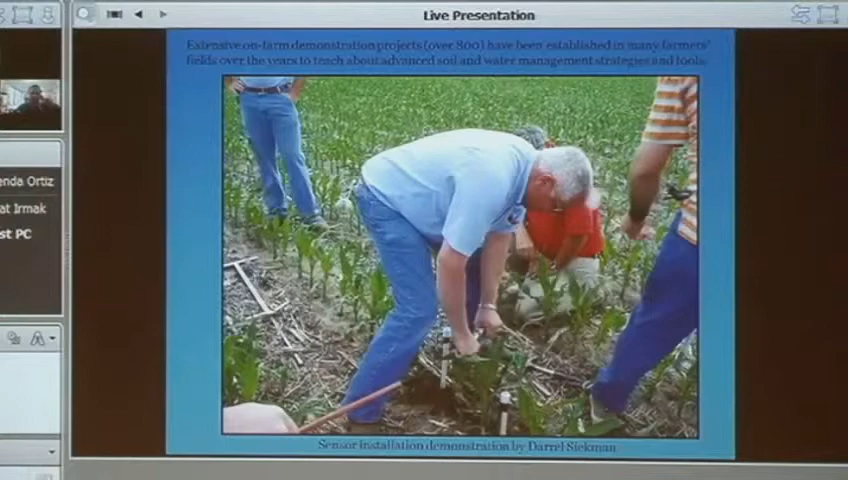 Live Presentation
Extensive on-farm demonstration projects (over 800) have been established in many farmers'
fields over the years to teach about advanced soil and water management strategies and tools.
enda Ortiz
at Irmak
st PC
Sensor installation demonstration by Darrel Siekman